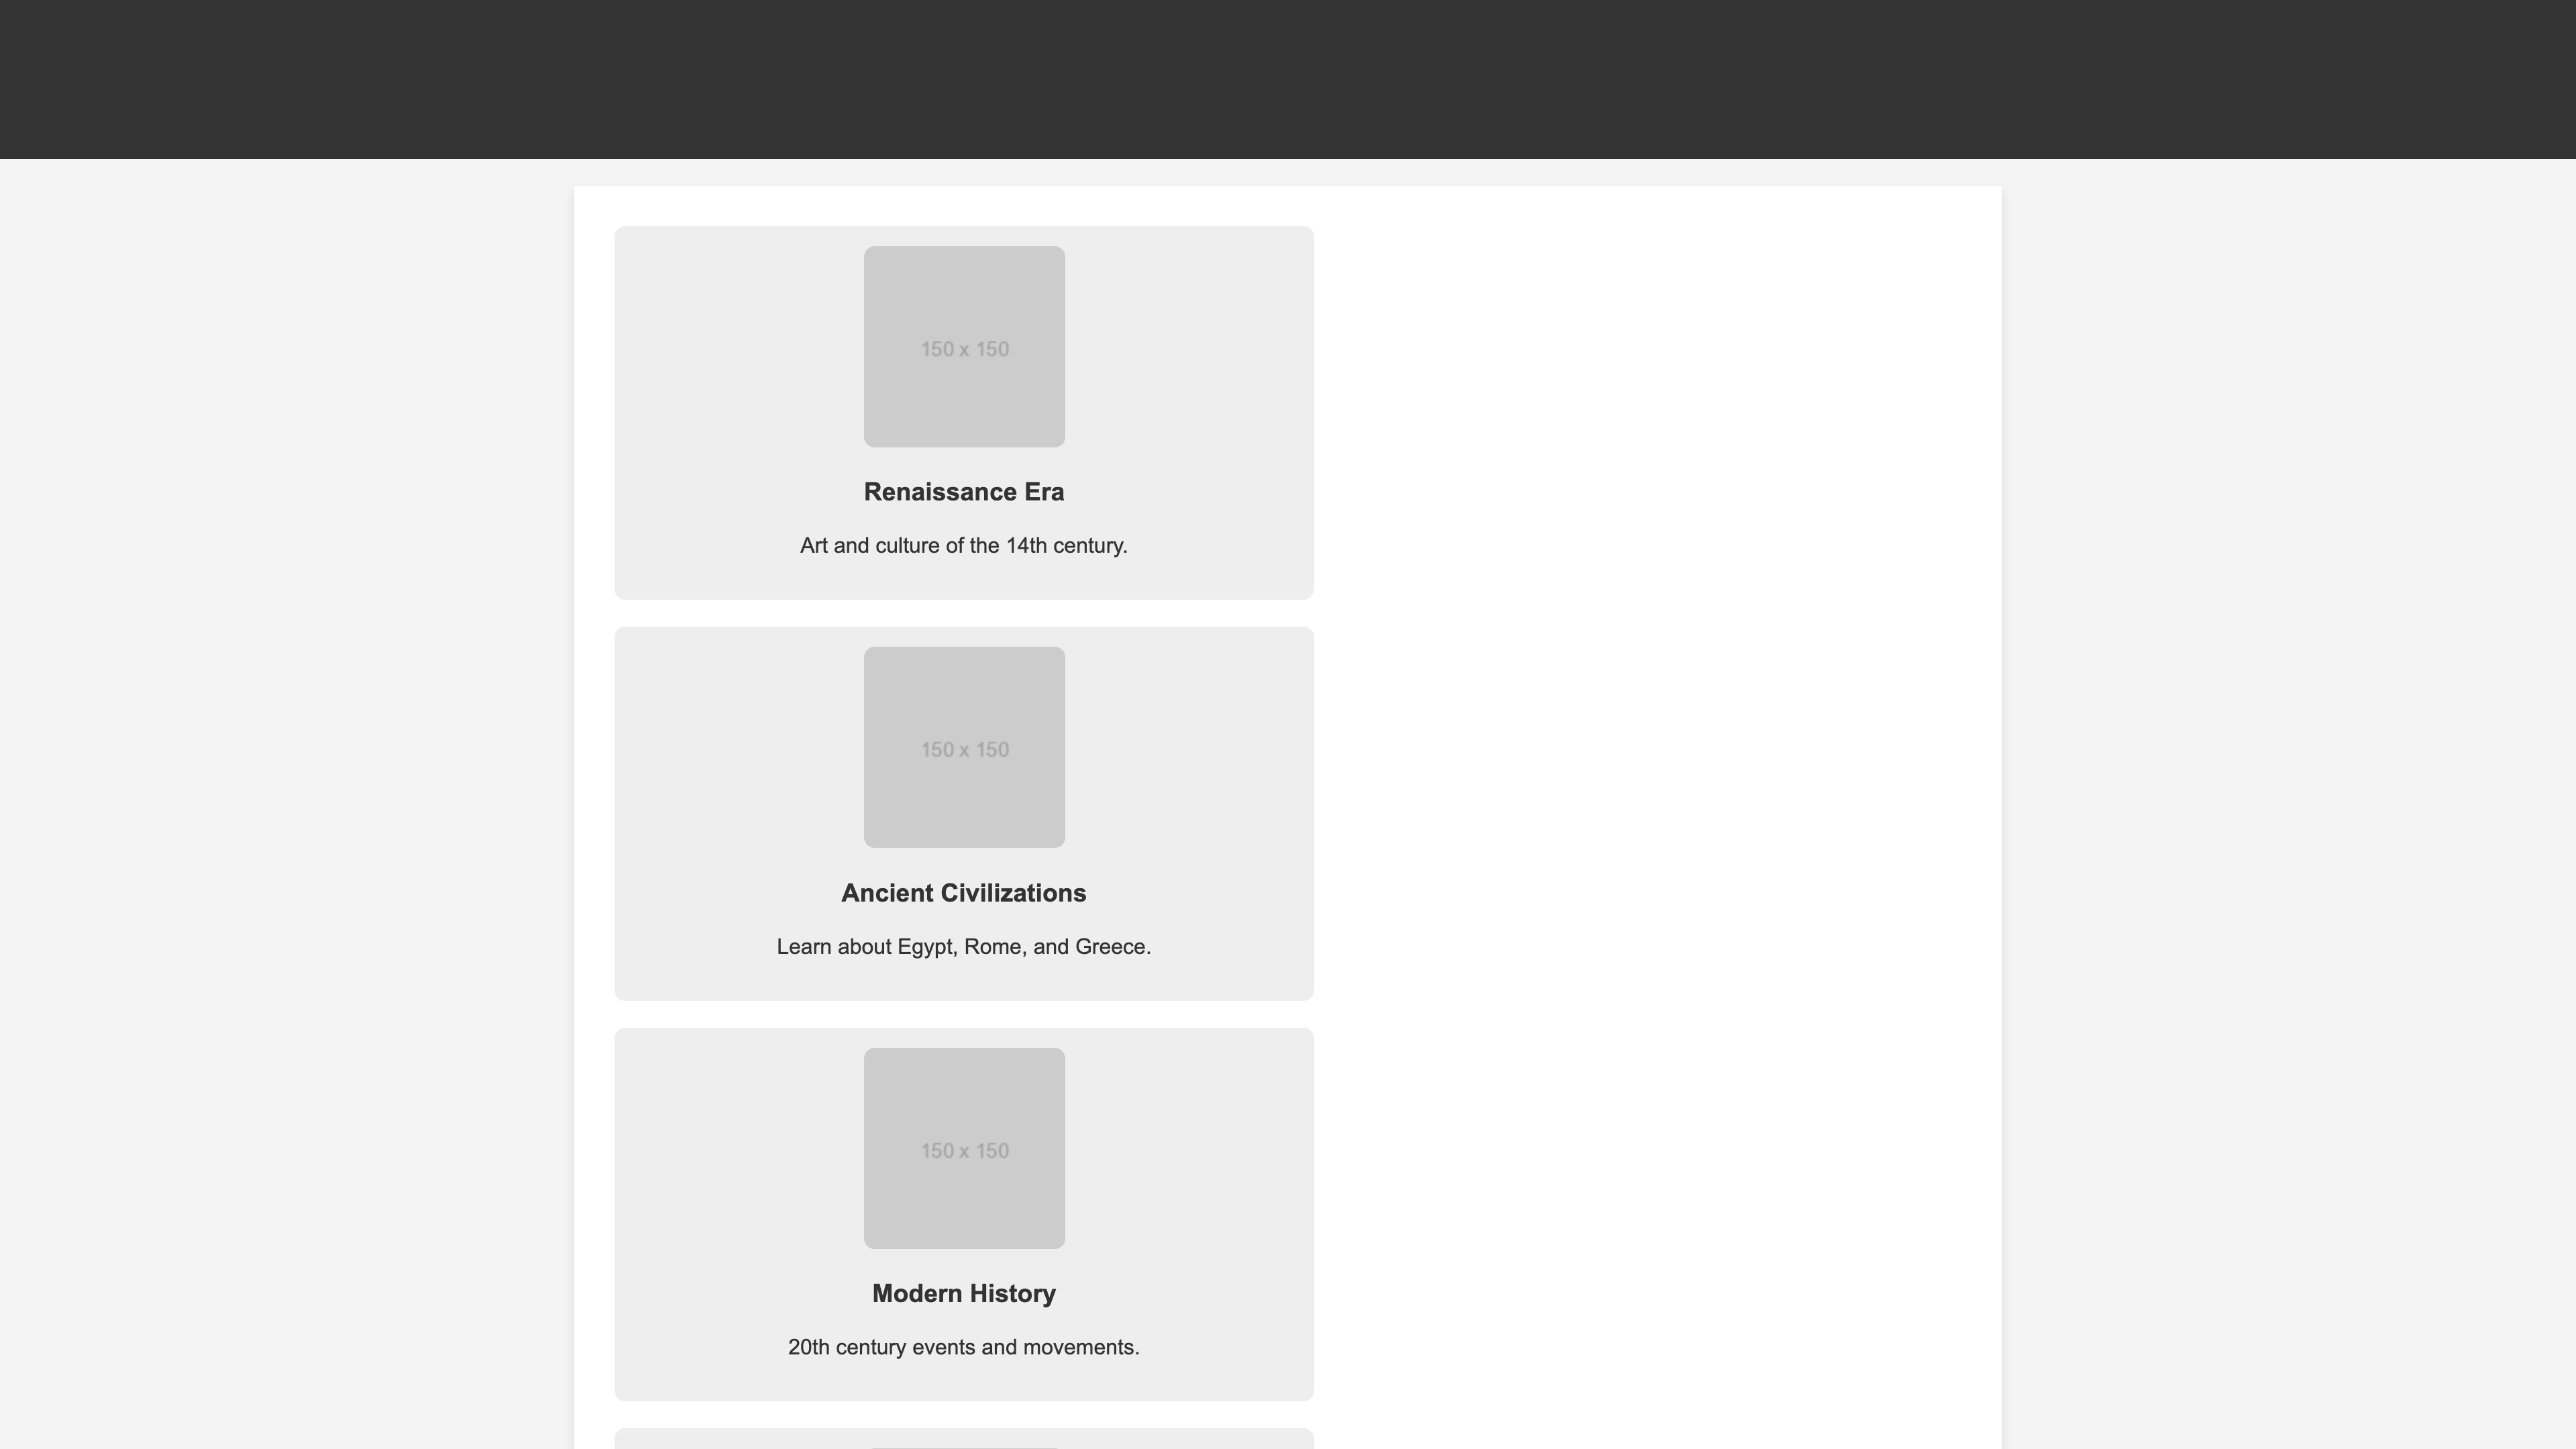 150 x 150
Renaissance Era
Art and culture of the 14th century.
150 x 150
Ancient Civilizations
Learn about Egypt, Rome, and Greece.
150 x 150
Modern History
20th century events and movements.